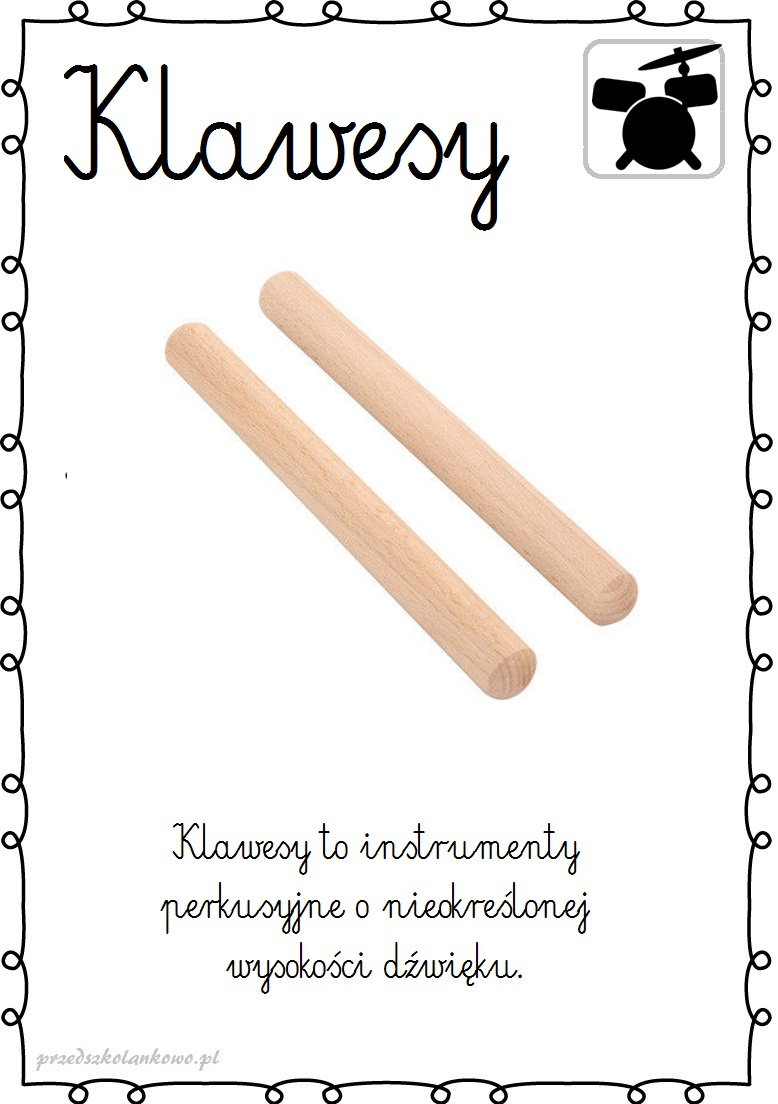 Klawesy
Klawesy to instrumenty
perkusyjne o nieokreślonej
wysokości dźwięku.
przedszkolankowo.pl